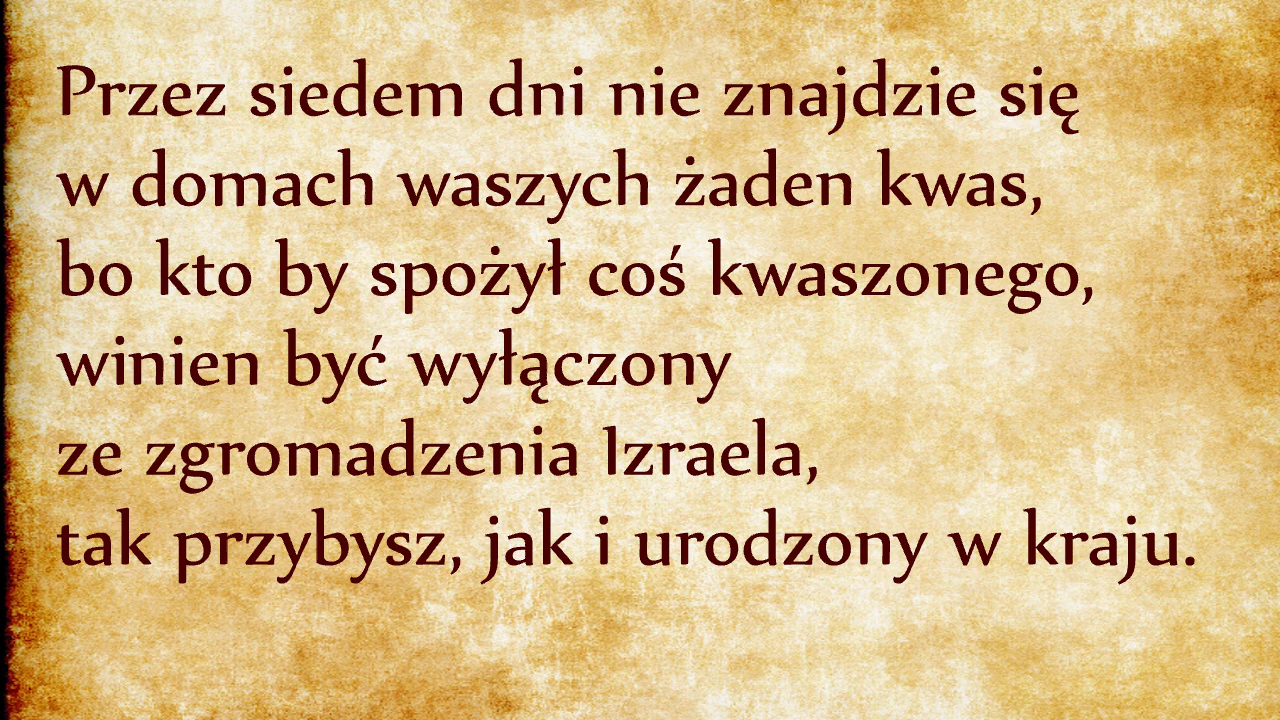 Przez siedem dni nie znajdzie się
w domach waszych żaden kwas,
bo kto by spożył coś kwaszonego,
winien być wyłączony
ze zgromadzenia Izraela,
tak przybysz, jak i urodzony w kraju.